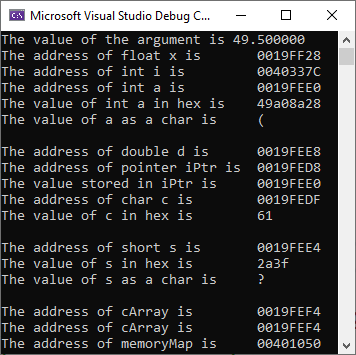 Microsoft Visual Studio Debug C...
The value of the argument is 49.500000
The address of float x is 0019FF28
The address of int i is 0040337C
The address of int a is 0019FEE0
The value of int a in hex is 49a08a28
The value of a as a char is (
The address of double d is 0019FEE8
The address of pointer iPtr is 0019FED8
The value stored in iPtr is 0019FEE0
The address of char c is 0019FEDF
The value of c in hex is 61
The address of short s is 0019FEE4
The value of s in hex is 2a3f
The value of s as a char is ?
The address of cArray is 0019FEF4
The address of cArray is 0019FEF4
The address of memoryMap is 00401050